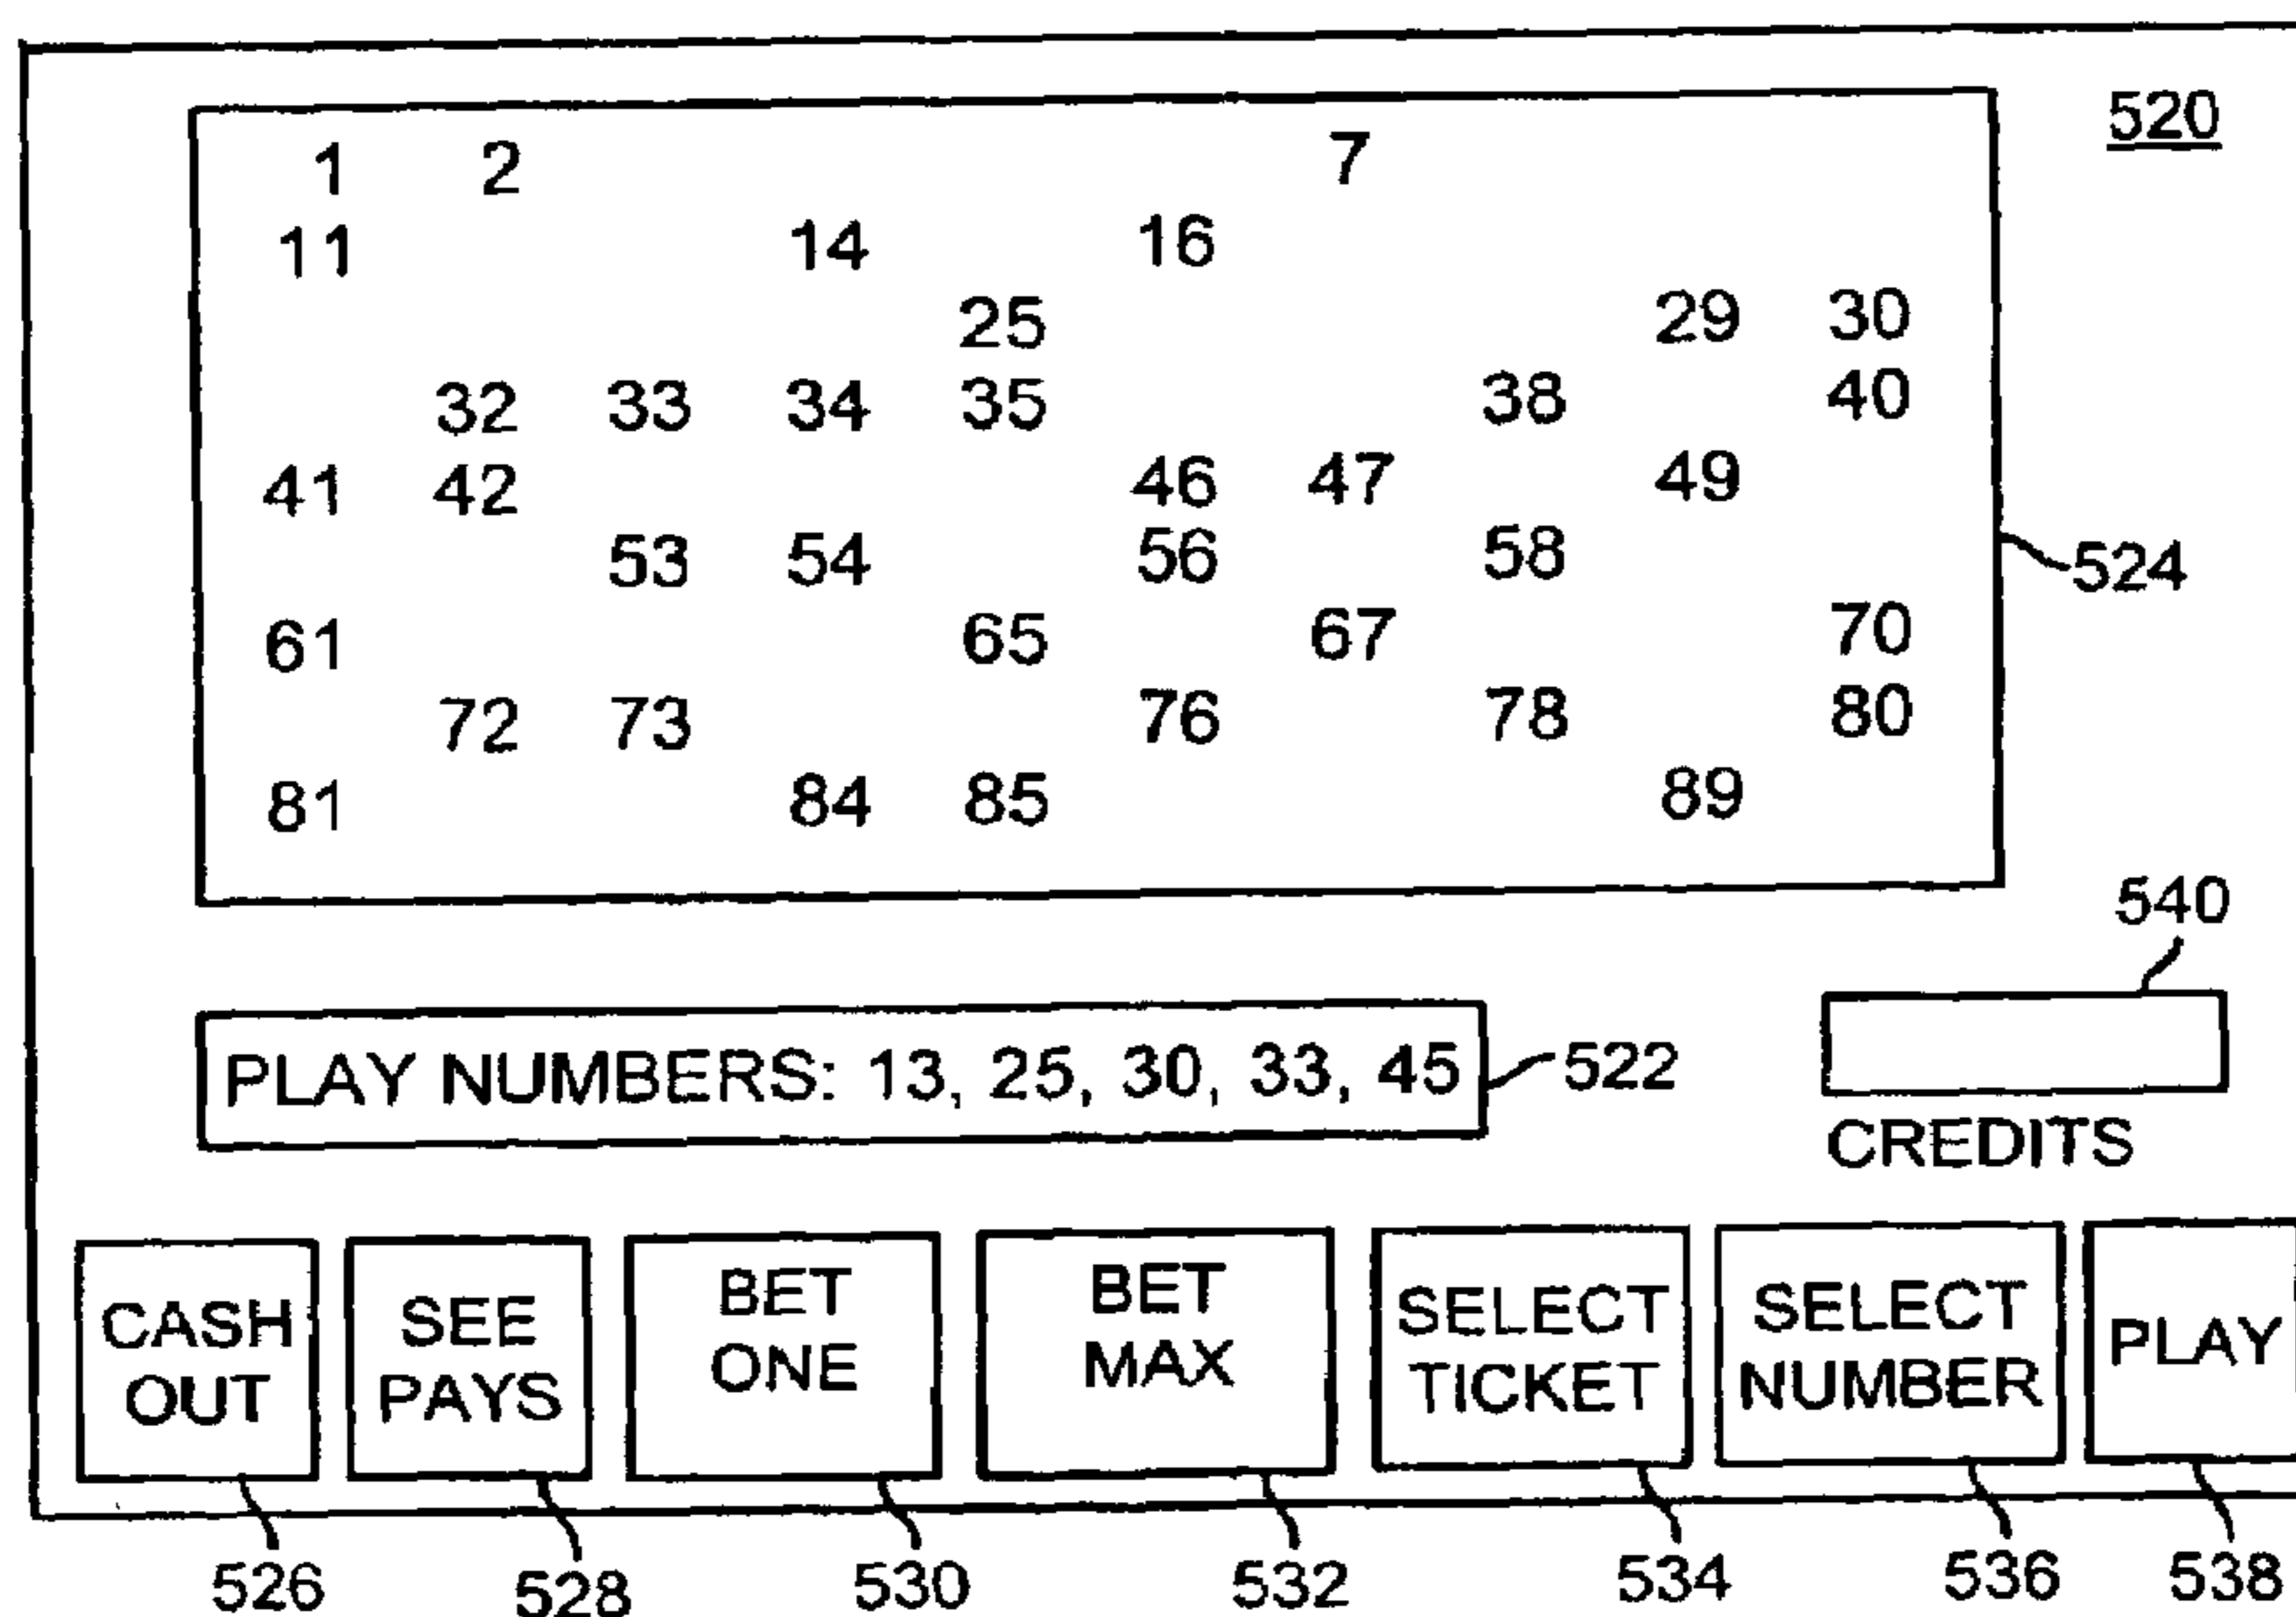 520
1 2 7
11 14 16
25 29 30
32 33 34 35 38 40
41 42 46 47 49
53 54 56 58
524
61 65 67 70
72 73 76 78 80
81 84 85 89
540
PLAY NUMBERS: 13, 25, 30, 33, 45
522
CREDITS
CASH
OUT
SEE
PAYS
BET
ONE
BET
MAX
SELECT
TICKET
SELECT
NUMBER
PLAY
526 528 530 532 534 536 538